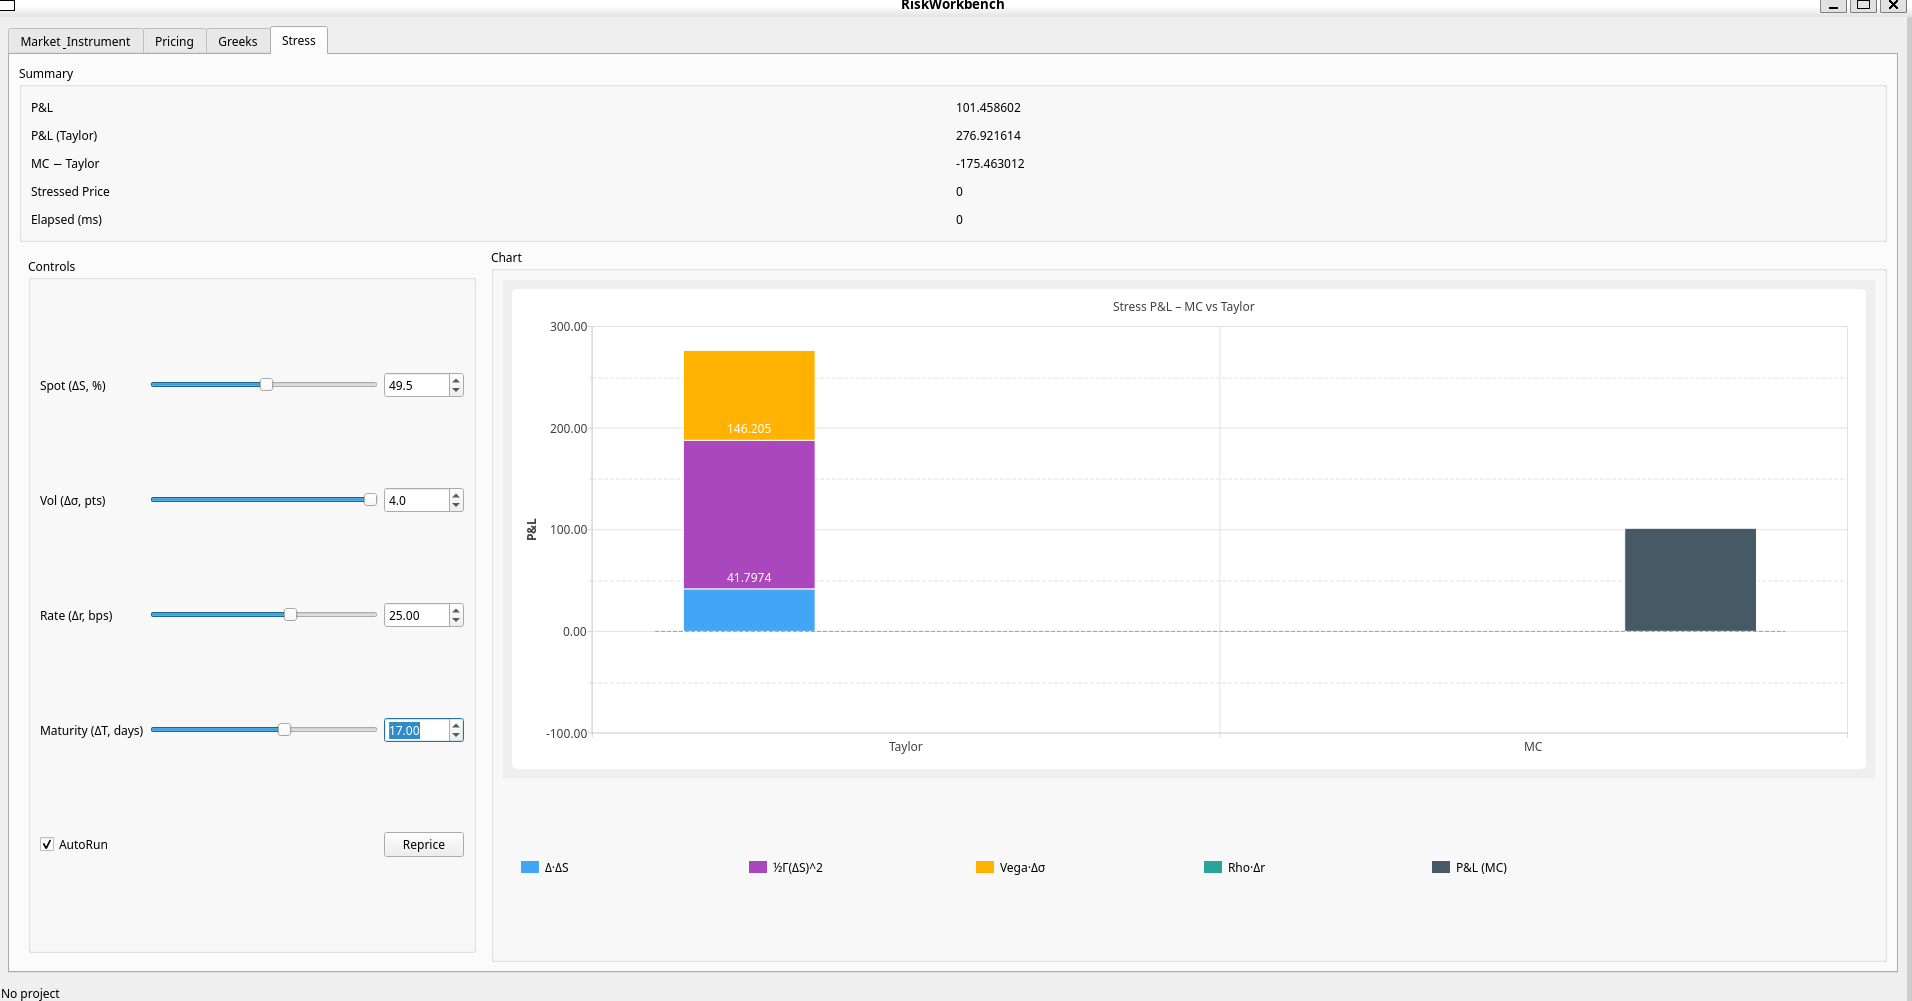 RiskWorkbench
Market_Instrument
Pricing
Greeks
Stress
Summary
P&L 101.458602
P&L (Taylor) 276.921614
MC − Taylor -175.463012
Stressed Price 0
Elapsed (ms) 0
Controls
Spot (ΔS, %) 49.5
Vol (Δσ, pts) 4.0
Rate (Δr, bps) 25.00
Maturity (ΔT, days) 17.00
AutoRun
Reprice
Chart
Stress P&L – MC vs Taylor
P&L
300.00
200.00
100.00
0.00
-100.00
146.205
41.7974
Taylor
MC
Δ·ΔS
½Γ(ΔS)^2
Vega·Δσ
Rho·Δr
P&L (MC)
No project